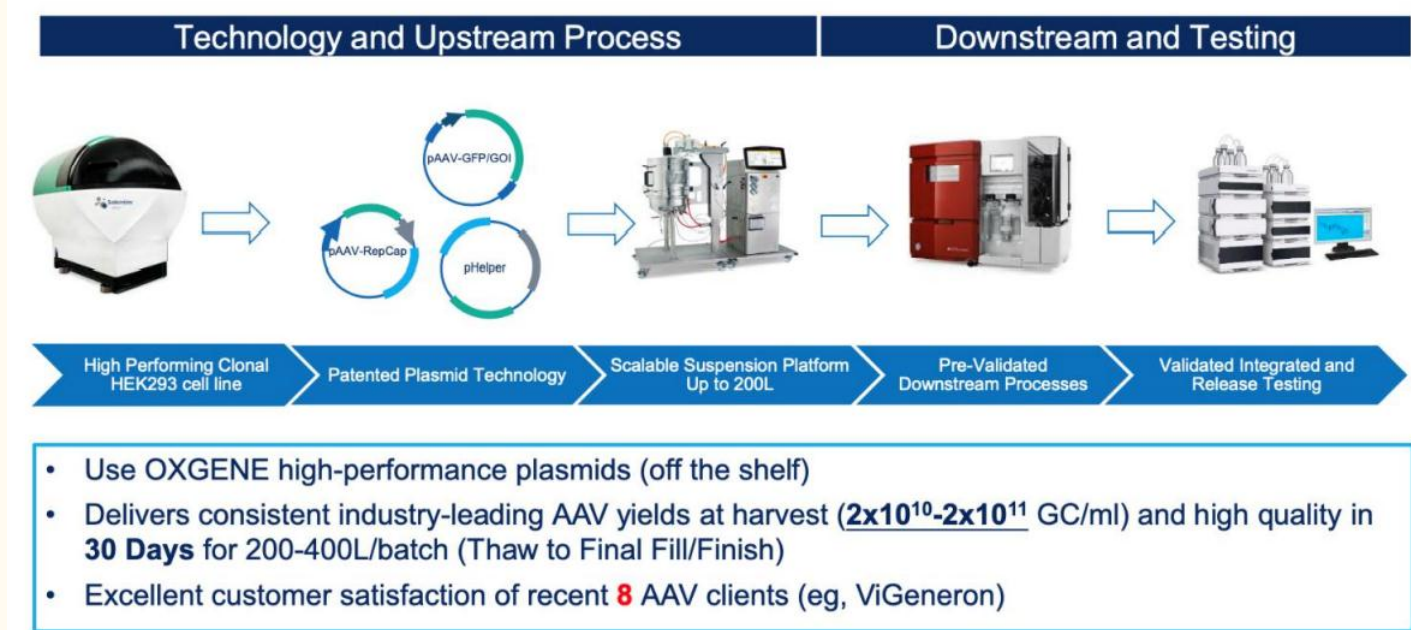 Technology and Upstream Process
Downstream and Testing
pAAV-GFP/GOI
pAAV-RepCap
pHelper
High Performing Clonal
HEK293 cell line
Patented Plasmid Technology
Scalable Suspension Platform
Up to 200L
Pre-Validated
Downstream Processes
Validated Integrated and
Release Testing
• Use OXGENE high-performance plasmids (off the shelf)
• Delivers consistent industry-leading AAV yields at harvest (2x10¹⁰-2x10¹¹ GC/ml) and high quality in
30 Days for 200-400L/batch (Thaw to Final Fill/Finish)
• Excellent customer satisfaction of recent 8 AAV clients (eg, ViGeneron)